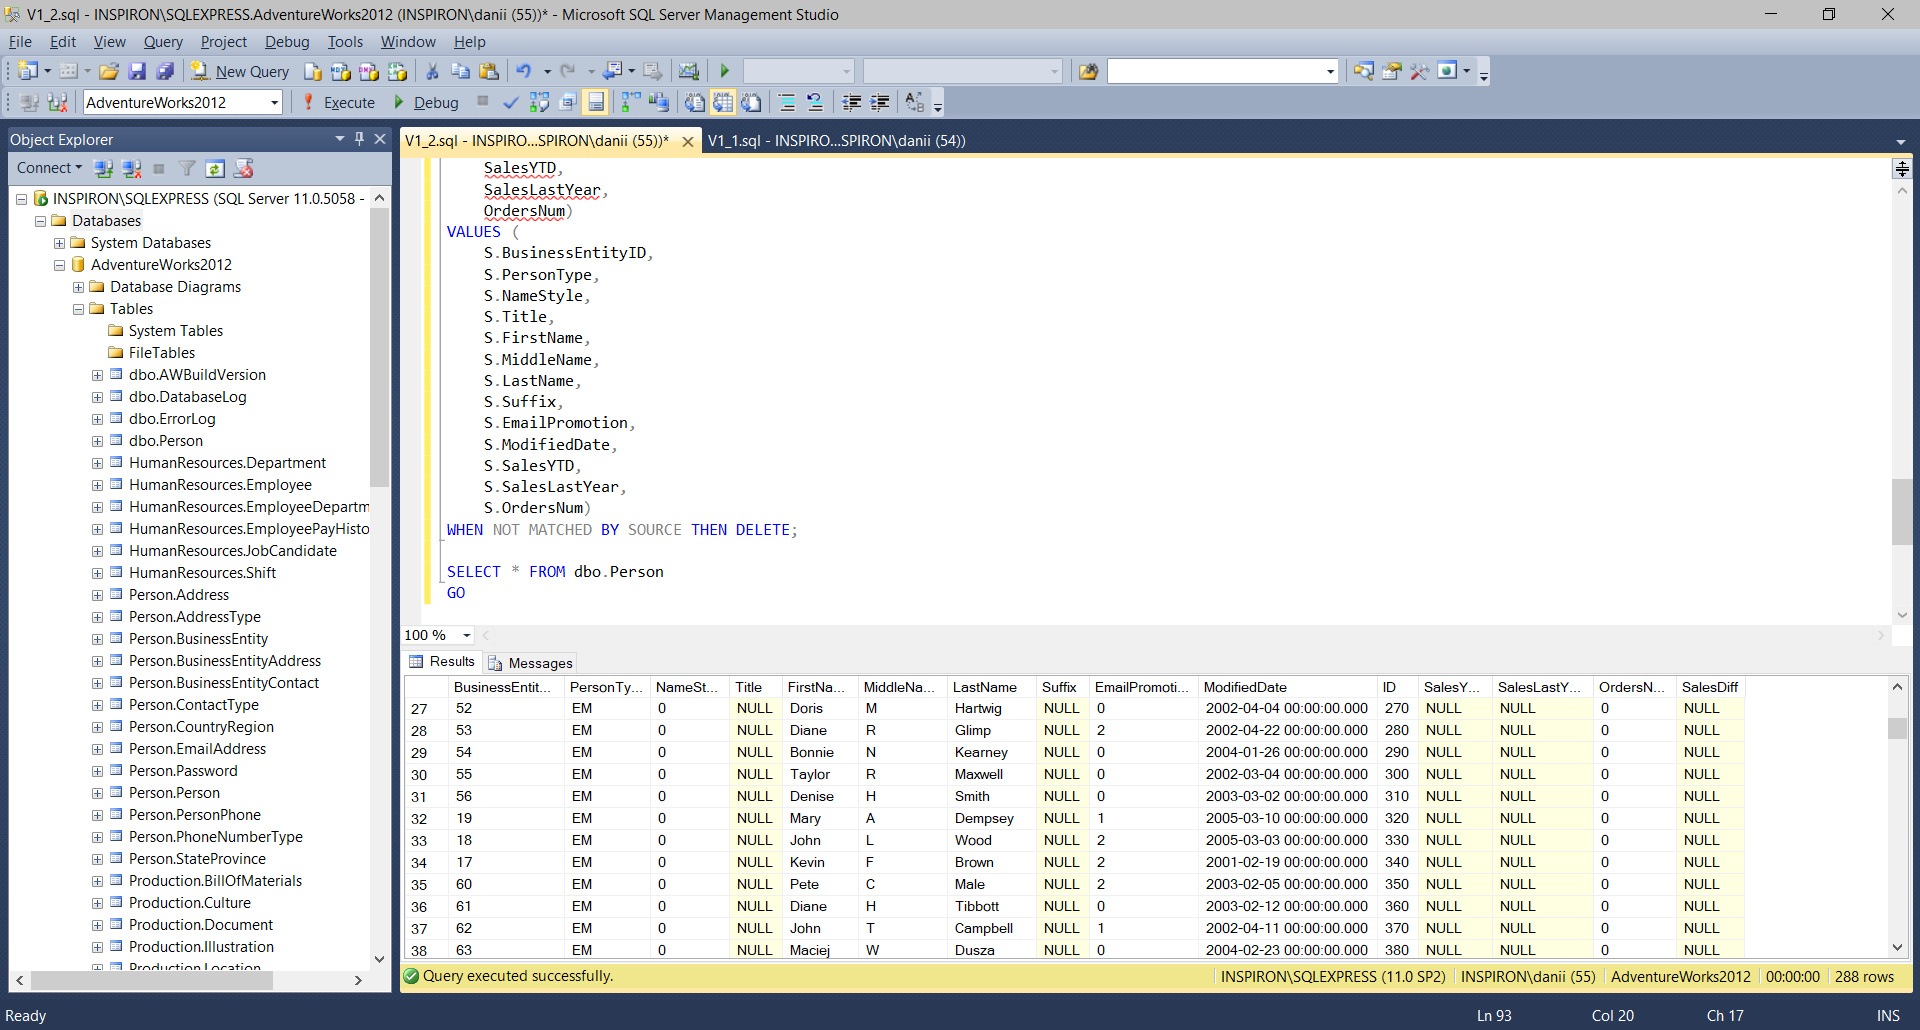 V1_2.sql - INSPIRON\SQLEXPRESS.AdventureWorks2012 (INSPIRON\danii (55))* - Microsoft SQL Server Management Studio
File Edit View Query Project Debug Tools Window Help
New Query
AdventureWorks2012 Execute Debug
Object Explorer
Connect
INSPIRON\SQLEXPRESS (SQL Server 11.0.5058 -
Databases
System Databases
AdventureWorks2012
Database Diagrams
Tables
System Tables
FileTables
dbo.AWBuildVersion
dbo.DatabaseLog
dbo.ErrorLog
dbo.Person
HumanResources.Department
HumanResources.Employee
HumanResources.EmployeeDepartm
HumanResources.EmployeePayHisto
HumanResources.JobCandidate
HumanResources.Shift
Person.Address
Person.AddressType
Person.BusinessEntity
Person.BusinessEntityAddress
Person.BusinessEntityContact
Person.ContactType
Person.CountryRegion
Person.EmailAddress
Person.Password
Person.Person
Person.PersonPhone
Person.PhoneNumberType
Person.StateProvince
Production.BillOfMaterials
Production.Culture
Production.Document
Production.Illustration
Production.Location
V1_2.sql - INSPIRO...SPIRON\danii (55))* V1_1.sql - INSPIRO...SPIRON\danii (54))
SalesYTD,
SalesLastYear,
OrdersNum)
VALUES (
S.BusinessEntityID,
S.PersonType,
S.NameStyle,
S.Title,
S.FirstName,
S.MiddleName,
S.LastName,
S.Suffix,
S.EmailPromotion,
S.ModifiedDate,
S.SalesYTD,
S.SalesLastYear,
S.OrdersNum)
WHEN NOT MATCHED BY SOURCE THEN DELETE;
SELECT * FROM dbo.Person
GO
100 %
Results Messages
BusinessEntit... PersonTy... NameSt... Title FirstNa... MiddleNa... LastName Suffix EmailPromoti... ModifiedDate ID SalesY... SalesLastY... OrdersN... SalesDiff
27 52 EM 0 NULL Doris M Hartwig NULL 0 2002-04-04 00:00:00.000 270 NULL NULL 0 NULL
28 53 EM 0 NULL Diane R Glimp NULL 2 2002-04-22 00:00:00.000 280 NULL NULL 0 NULL
29 54 EM 0 NULL Bonnie N Kearney NULL 0 2004-01-26 00:00:00.000 290 NULL NULL 0 NULL
30 55 EM 0 NULL Taylor R Maxwell NULL 0 2002-03-04 00:00:00.000 300 NULL NULL 0 NULL
31 56 EM 0 NULL Denise H Smith NULL 0 2003-03-02 00:00:00.000 310 NULL NULL 0 NULL
32 19 EM 0 NULL Mary A Dempsey NULL 1 2005-03-10 00:00:00.000 320 NULL NULL 0 NULL
33 18 EM 0 NULL John L Wood NULL 2 2005-03-03 00:00:00.000 330 NULL NULL 0 NULL
34 17 EM 0 NULL Kevin F Brown NULL 2 2001-02-19 00:00:00.000 340 NULL NULL 0 NULL
35 60 EM 0 NULL Pete C Male NULL 2 2003-02-05 00:00:00.000 350 NULL NULL 0 NULL
36 61 EM 0 NULL Diane H Tibbott NULL 0 2003-02-12 00:00:00.000 360 NULL NULL 0 NULL
37 62 EM 0 NULL John T Campbell NULL 1 2002-04-11 00:00:00.000 370 NULL NULL 0 NULL
38 63 EM 0 NULL Maciej W Dusza NULL 0 2004-02-23 00:00:00.000 380 NULL NULL 0 NULL
Query executed successfully. INSPIRON\SQLEXPRESS (11.0 SP2) INSPIRON\danii (55) AdventureWorks2012 00:00:00 288 rows
Ready Ln 93 Col 20 Ch 17 INS